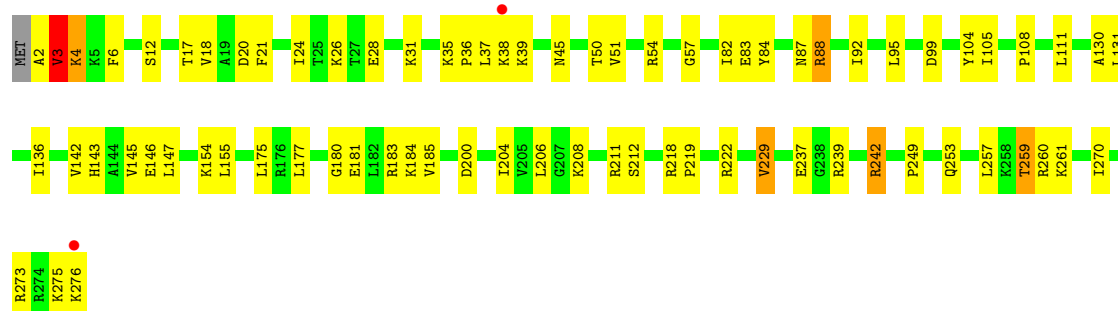 MET A2 V3 K4 K5 F6 S12 T17 V18 A19 D20 F21 I24 T25 K26 T27 E28 K31 K35 P36 L37 K38 K39 N45 T50 V51 R54 G57 I82 E83 Y84 N87 R88 I92 L95 D99 Y104 I105 P108 L111 A130 L131
I136 V142 H143 A144 V145 E146 L147 K154 L155 L175 R176 L177 G180 E181 L182 R183 K184 V185 D200 I204 V205 L206 G207 K208 R211 S212 R218 P219 R222 V229 E237 G238 R239 R242 P249 Q253 L257 K258 T259 R260 K261 I270
R273 R274 K275 K276